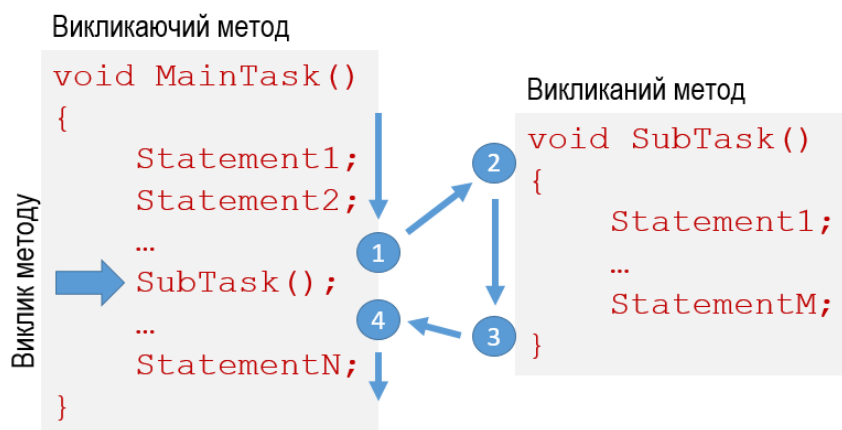 Викликаючий метод
void MainTask()
{
Statement1;
Statement2;
…
SubTask();
…
StatementN;
}
Виклик методу
1
2
3
4
Викликаний метод
void SubTask()
{
Statement1;
…
StatementM;
}